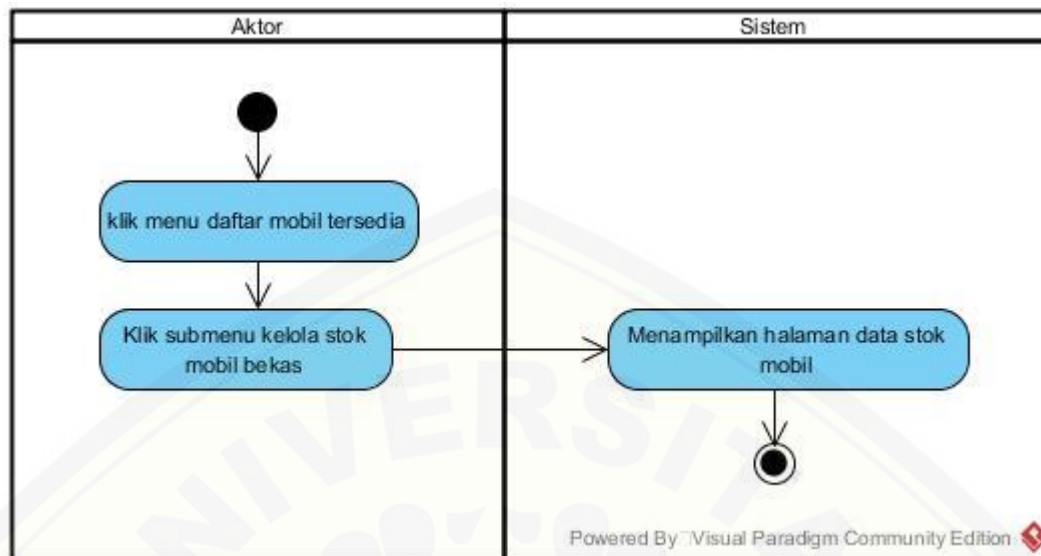 Aktor
Sistem
klik menu daftar mobil tersedia
Klik submenu kelola stok
mobil bekas
Menampilkan halaman data stok
mobil
UNIVERSITA
Powered By Visual Paradigm Community Edition